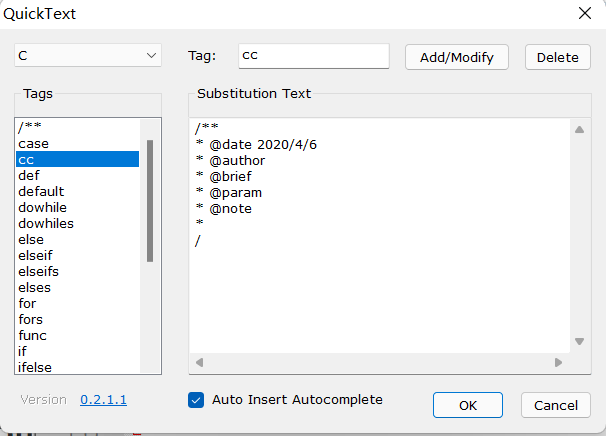 QuickText
C
Tag:
cc
Add/Modify
Delete
Tags
Substitution Text
/**
case
cc
def
default
dowhile
dowhiles
else
elseif
elseifs
elses
for
fors
func
if
ifelse
/**
* @date 2020/4/6
* @author
* @brief
* @param
* @note
*
/
Version 0.2.1.1
Auto Insert Autocomplete
OK
Cancel